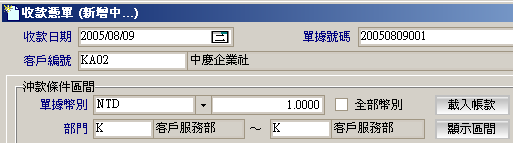 收款憑單 (新增中...)
收款日期 2005/08/09 單據號碼 20050809001
客戶編號 KA02 中慶企業社
沖款條件區間
單據幣別 NTD 1.0000 全部幣別 載入帳款
部門 K 客戶服務部 ～ K 客戶服務部 顯示區間